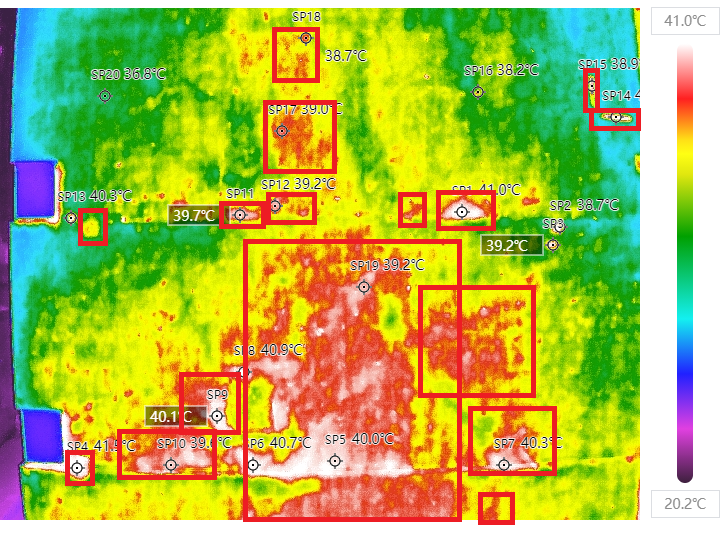 SP18
41.0℃
38.7℃
SP20 36.8℃
SP16 38.2℃
SP15 38.9
SP14
SP17 39.0℃
SP12 39.2℃
SP13 40.3℃
SP11
SP1 41.0℃
39.7℃
SP2 38.7℃
SP3
39.2℃
SP19 39.2℃
SP8 40.9℃
SP9
40.1℃
SP4
SP10
SP6 40.7℃
SP5 40.0℃
SP7 40.3℃
20.2℃